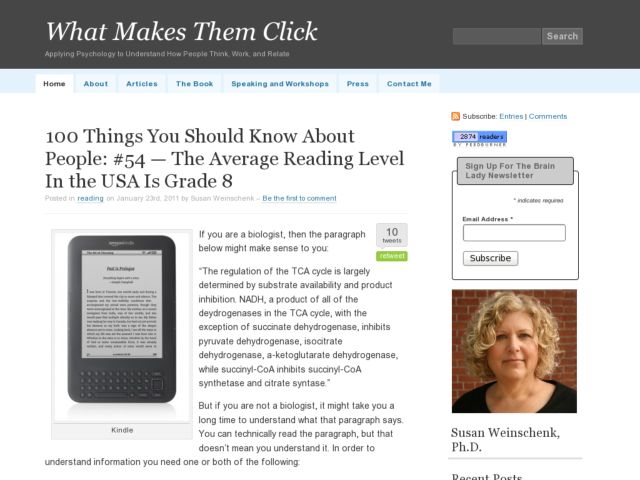 What Makes Them Click
Applying Psychology to Understand How People Think, Work, and Relate
Search
Home
About
Articles
The Book
Speaking and Workshops
Press
Contact Me
100 Things You Should Know About
People: #54 — The Average Reading Level
In the USA Is Grade 8
Posted in reading on January 23rd, 2011 by Susan Weinschenk – Be the first to comment
10
tweets
retweet
If you are a biologist, then the paragraph
below might make sense to you:
“The regulation of the TCA cycle is largely
determined by substrate availability and product
inhibition. NADH, a product of all of the
deydrogenases in the TCA cycle, with the
exception of succinate dehydrogenase, inhibits
pyruvate dehydrogenase, isocitrate
dehydrogenase, a-ketoglutarate dehydrogenase,
while succinyl-CoA inhibits succinyl-CoA
synthetase and citrate syntase.”
amazonkindle
Kindle
But if you are not a biologist, it might take you a
long time to understand what that paragraph says.
You can technically read the paragraph, but that
doesn’t mean you understand it. In order to
understand information you need one or both of the following:
Subscribe: Entries | Comments
2874 readers
BY FEEDBURNER
Sign Up For The Brain
Lady Newsletter
* indicates required
Email Address *
Subscribe
Susan Weinschenk,
Ph.D.
Recent Posts